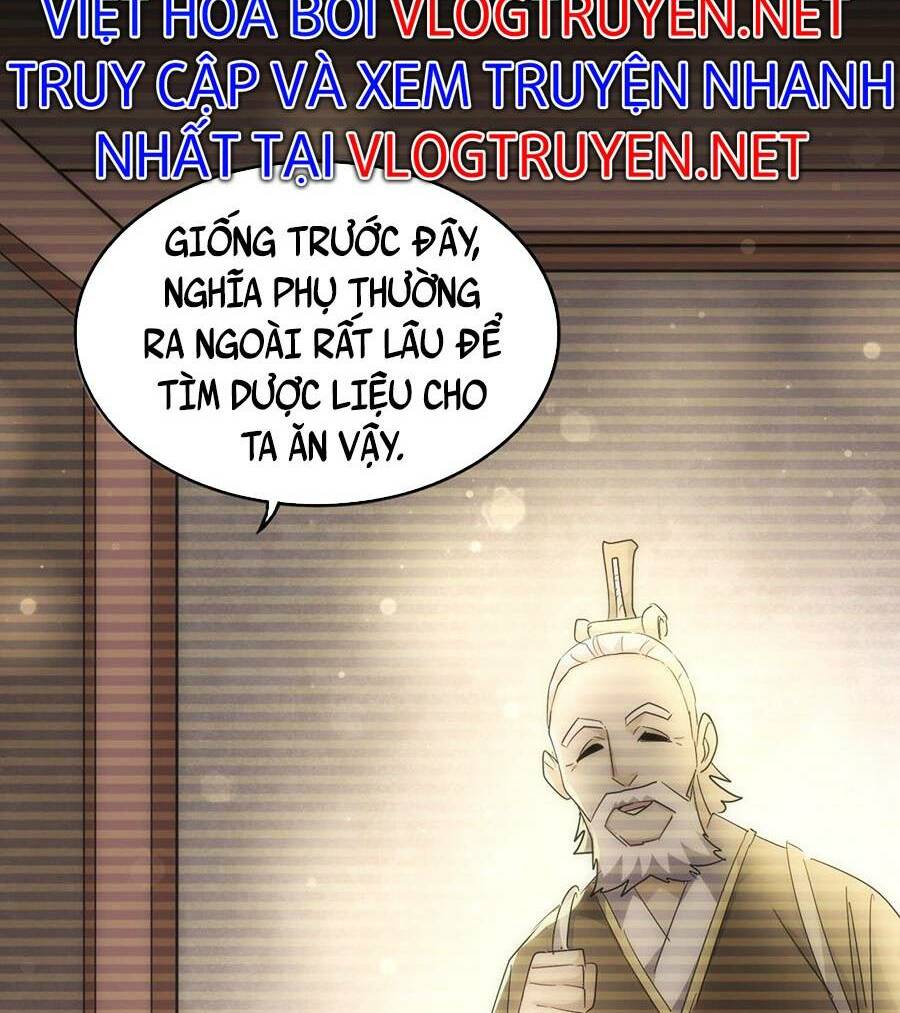 VIỆT HÓA BỞI VLOGTRUYEN.NET
TRUY CẬP VÀ XEM TRUYỆN NHANH
NHẤT TẠI VLOGTRUYEN.NET
GIỐNG TRƯỚC ĐÂY,
NGHĨA PHỤ THƯỜNG
RA NGOÀI RẤT LÂU ĐỂ
TÌM DƯỢC LIỆU CHO
TA ĂN VẬY.